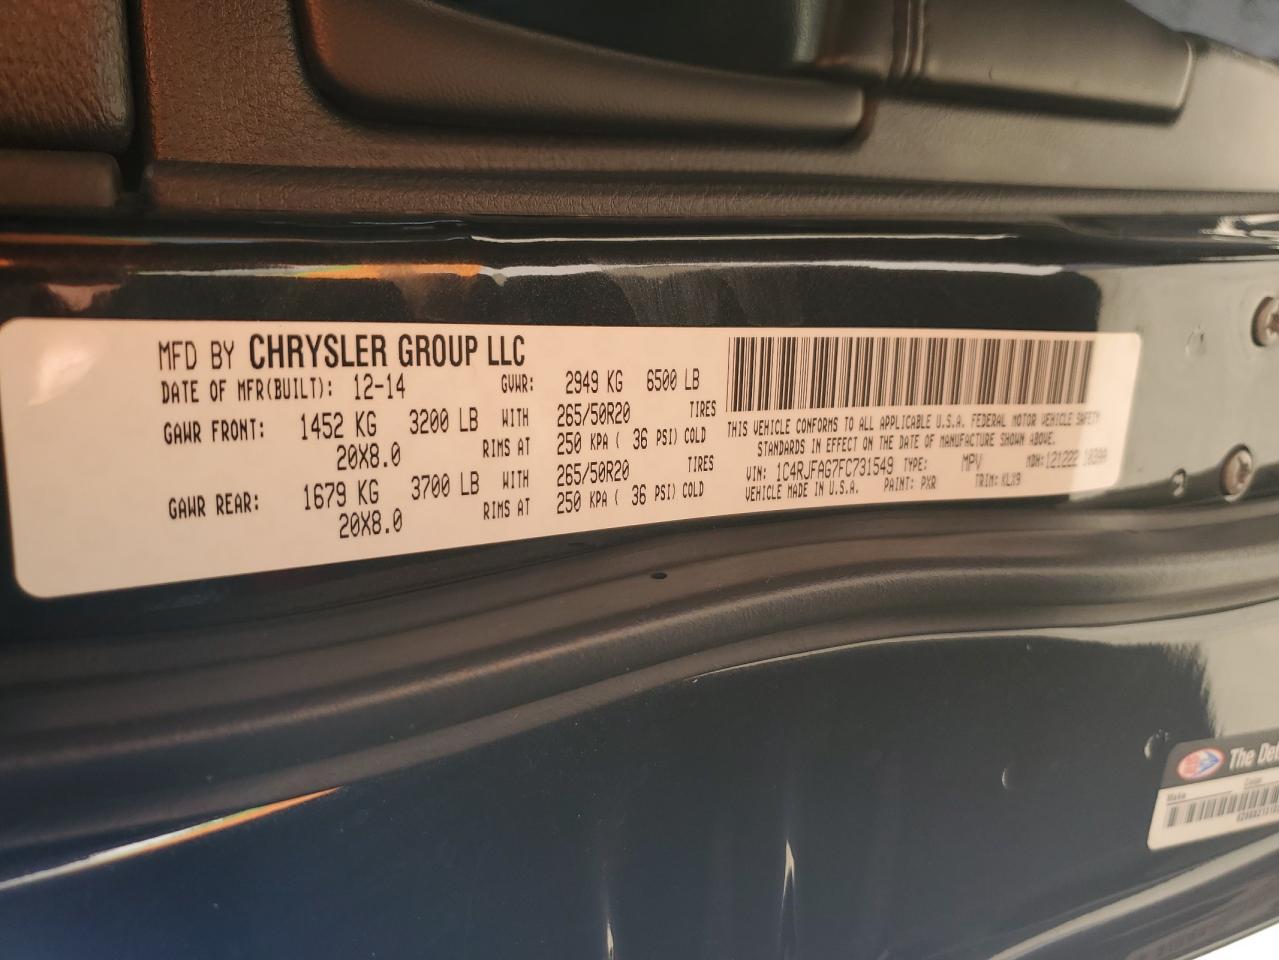 MFD BY CHRYSLER GROUP LLC
DATE OF MFR(BUILT): 12-14 GVWR: 2949 KG 6500 LB
GAWR FRONT: 1452 KG 3200 LB WITH 265/50R20 TIRES
20X8.0 RIMS AT 250 KPA ( 36 PSI) COLD
GAWR REAR: 1679 KG 3700 LB WITH 265/50R20 TIRES
20X8.0 RIMS AT 250 KPA ( 36 PSI) COLD
THIS VEHICLE CONFORMS TO ALL APPLICABLE U.S.A. FEDERAL MOTOR VEHICLE SAFETY
STANDARDS IN EFFECT ON THE DATE OF MANUFACTURE SHOWN ABOVE.
VIN: 1C4RJFAG7FC731549 TYPE: MPV MDH: 121222
VEHICLE MADE IN U.S.A. PAINT: PXR TRIM: KLX9
The
Make